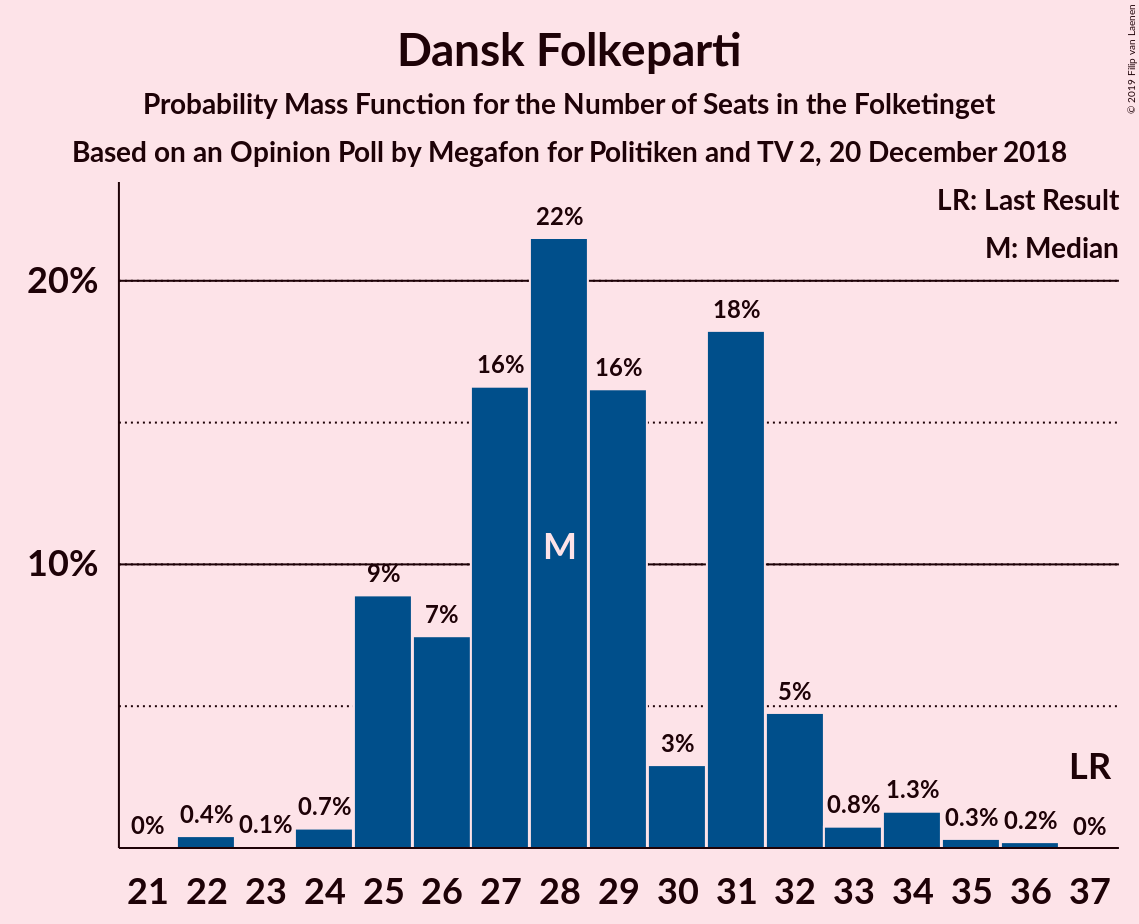 Dansk Folkeparti
Probability Mass Function for the Number of Seats in the Folketinget
Based on an Opinion Poll by Megafon for Politiken and TV 2, 20 December 2018
© 2019 Filip van Laenen
LR: Last Result
M: Median
20%
10%
0%
0.4%
0.1%
0.7%
9%
7%
16%
22%
16%
3%
18%
5%
0.8%
1.3%
0.3%
0.2%
0%
M
LR
21 22 23 24 25 26 27 28 29 30 31 32 33 34 35 36 37